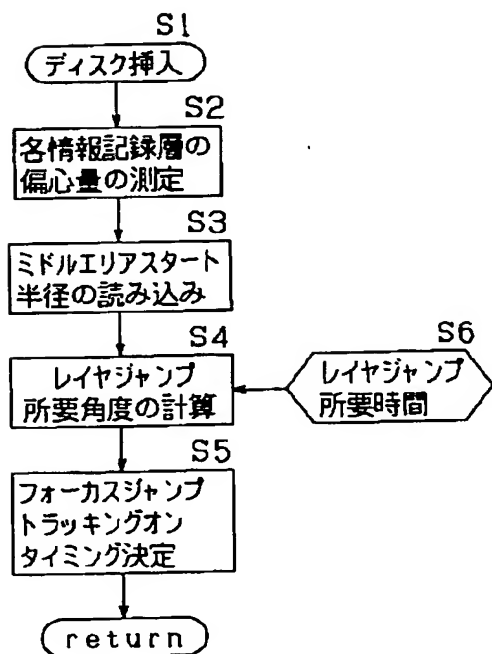 S1
ディスク挿入
S2
各情報記録層の
偏心量の測定
S3
ミドルエリアスタート
半径の読み込み
S4
レイヤジャンプ
所要角度の計算
S6
レイヤジャンプ
所要時間
S5
フォーカスジャンプ
トラッキングオン
タイミング決定
return